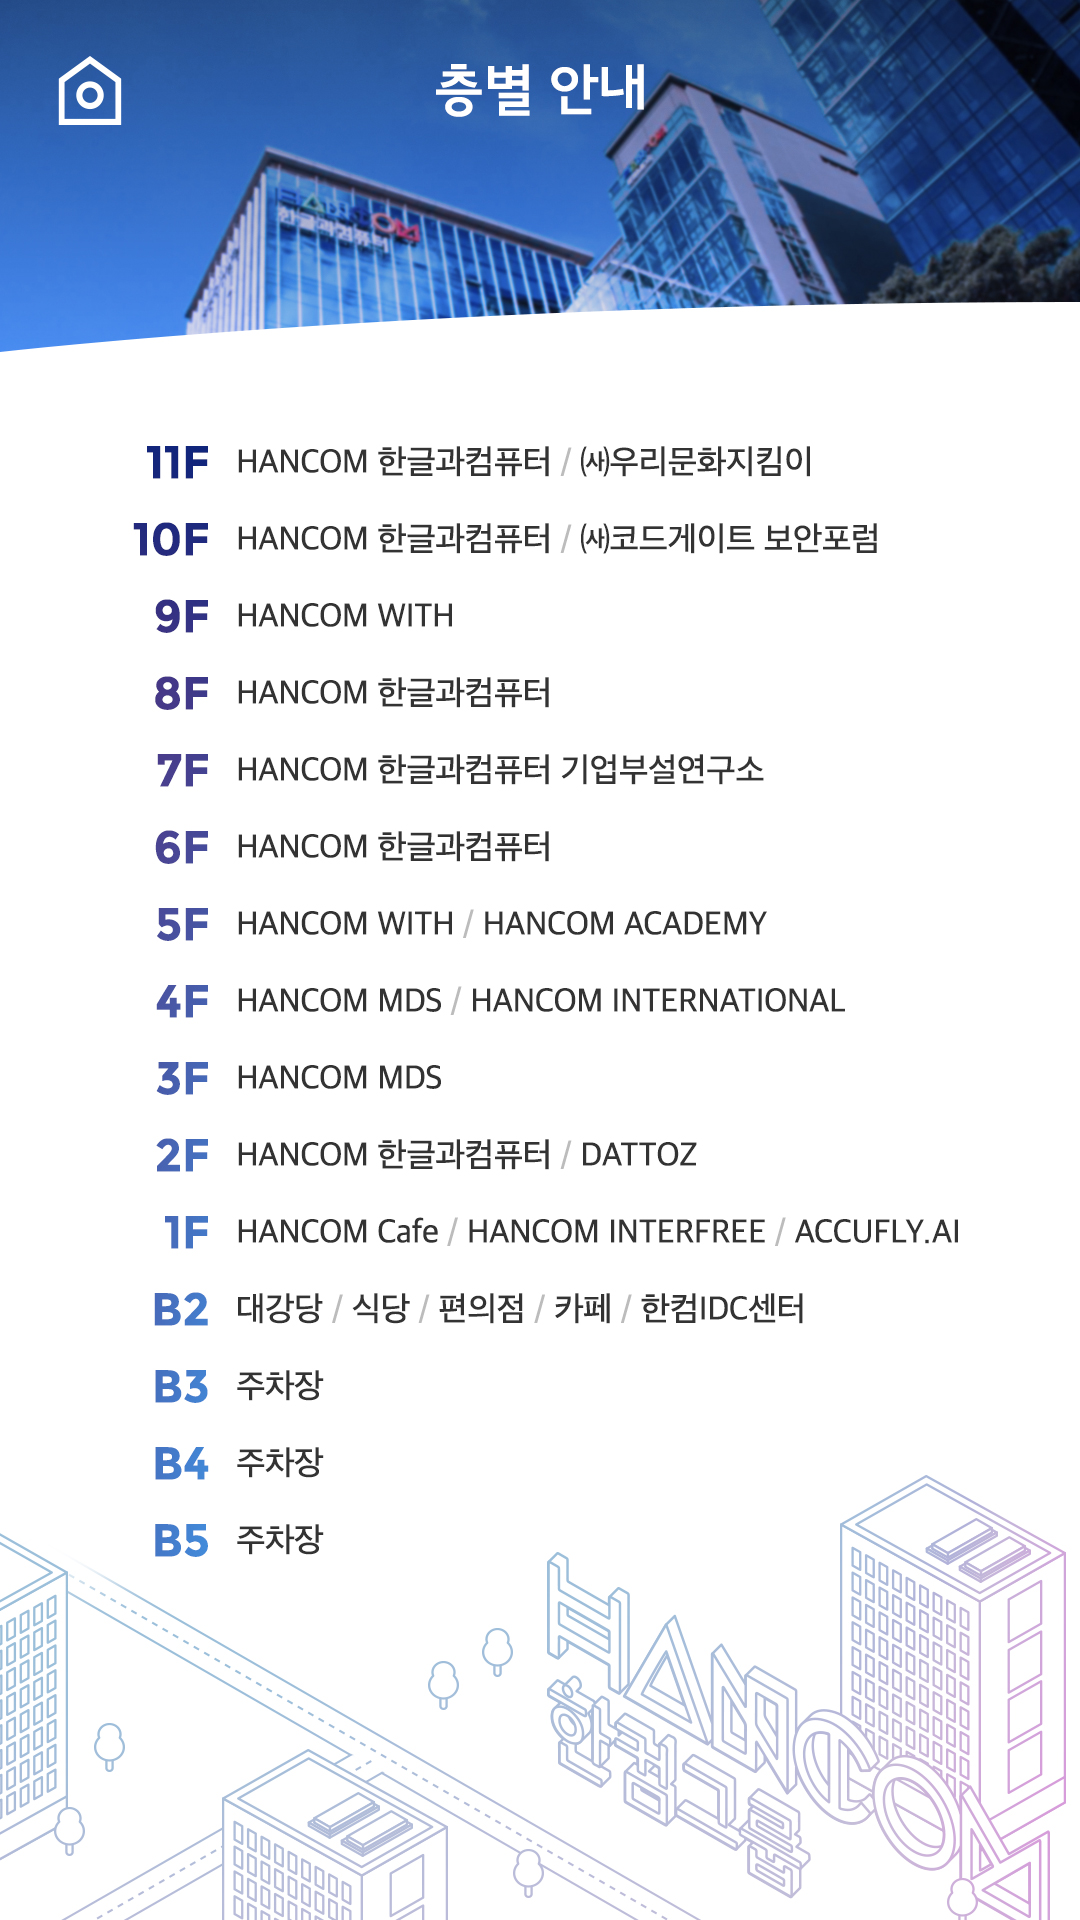 층별 안내
HANCOM
한글과컴퓨터
11F HANCOM 한글과컴퓨터 / ㈔우리문화지킴이
10F HANCOM 한글과컴퓨터 / ㈔코드게이트 보안포럼
9F HANCOM WITH
8F HANCOM 한글과컴퓨터
7F HANCOM 한글과컴퓨터 기업부설연구소
6F HANCOM 한글과컴퓨터
5F HANCOM WITH / HANCOM ACADEMY
4F HANCOM MDS / HANCOM INTERNATIONAL
3F HANCOM MDS
2F HANCOM 한글과컴퓨터 / DATTOZ
1F HANCOM Cafe / HANCOM INTERFREE / ACCUFLY.AI
B2 대강당 / 식당 / 편의점 / 카페 / 한컴IDC센터
B3 주차장
B4 주차장
B5 주차장
HANCOM
한컴그룹